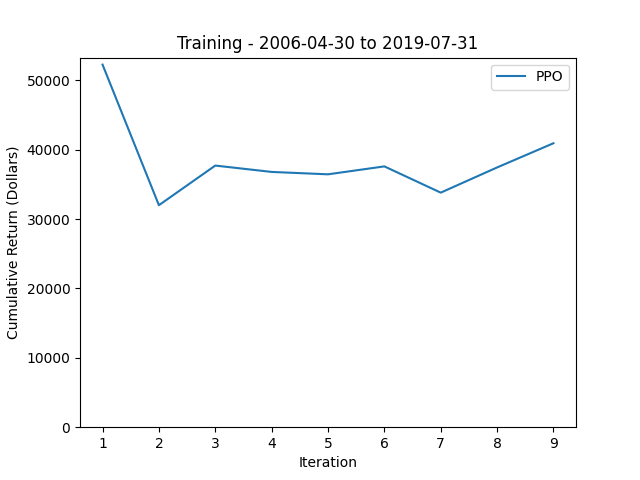 Training - 2006-04-30 to 2019-07-31
PPO
Cumulative Return (Dollars)
50000
40000
30000
20000
10000
0
1 2 3 4 5 6 7 8 9
Iteration